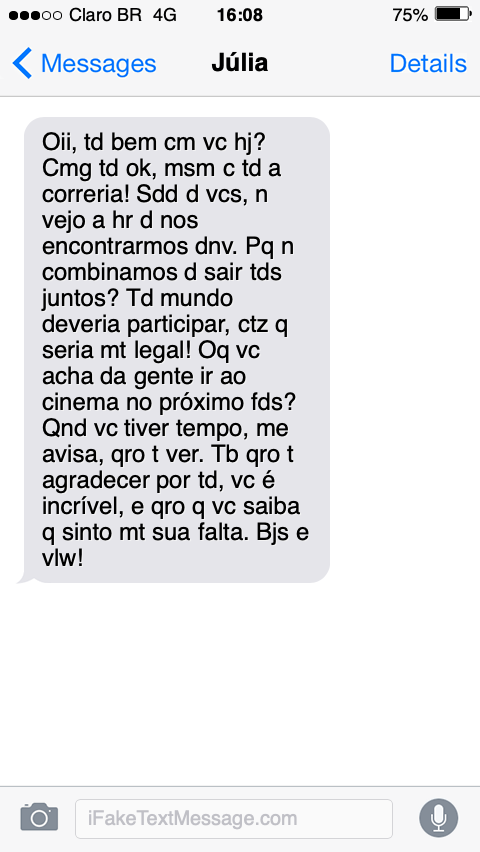 Claro BR 4G 16:08 75%
Messages Júlia Details
Oii, td bem cm vc hj?
Cmg td ok, msm c td a
correria! Sdd d vcs, n
vejo a hr d nos
encontrarmos dnv. Pq n
combinamos d sair tds
juntos? Td mundo
deveria participar, ctz q
seria mt legal! Oq vc
acha da gente ir ao
cinema no próximo fds?
Qnd vc tiver tempo, me
avisa, qro t ver. Tb qro t
agradecer por td, vc é
incrível, e qro q vc saiba
q sinto mt sua falta. Bjs e
vlw!
iFakeTextMessage.com